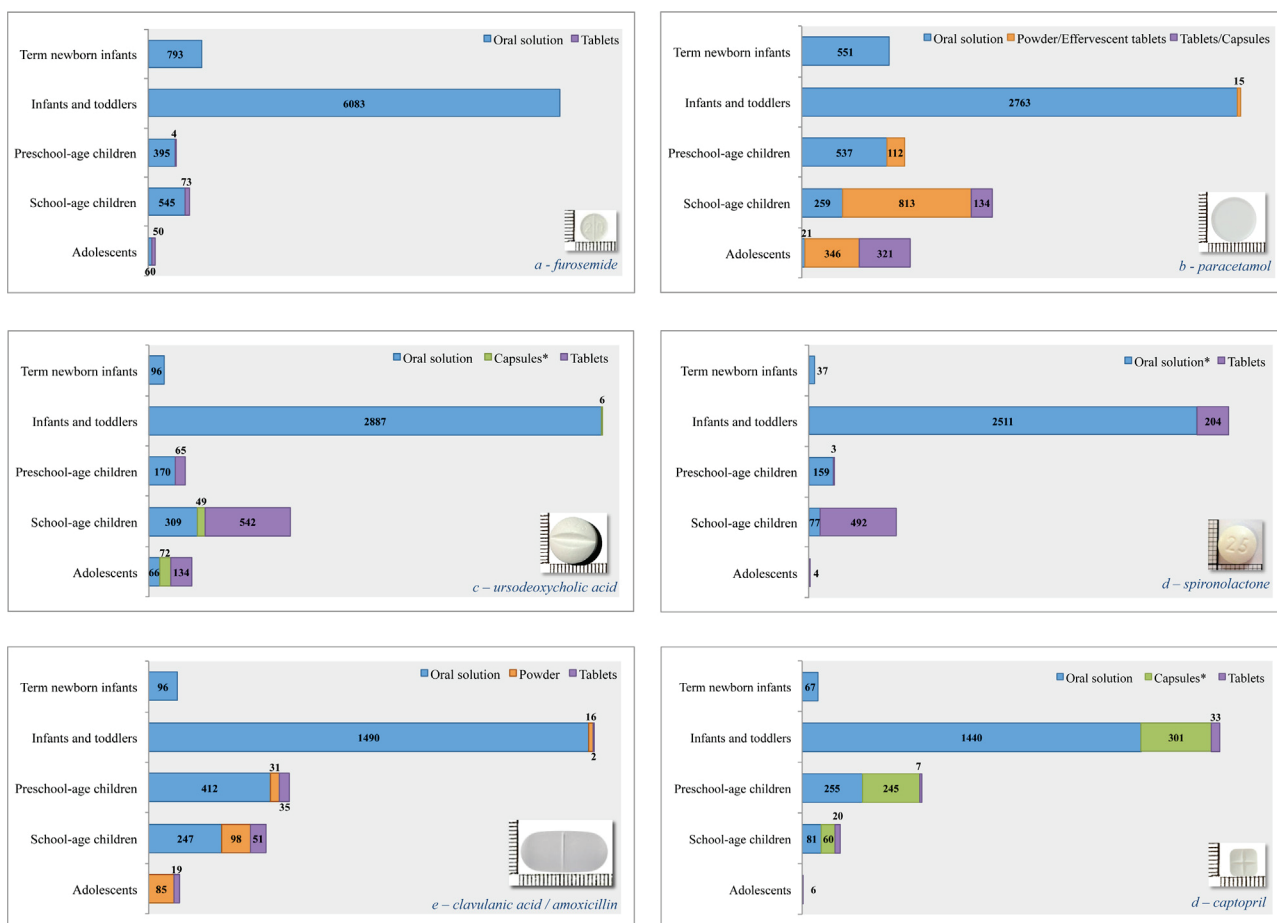 Oral solution Tablets
Term newborn infants 793
Infants and toddlers 6083
4
Preschool-age children 395
73
School-age children 545
50
Adolescents
60
a - furosemide
Oral solution Powder/Effervescent tablets Tablets/Capsules
Term newborn infants 551
15
Infants and toddlers 2763
Preschool-age children 537 112
School-age children 259 813 134
21
Adolescents 346 321
b - paracetamol
Oral solution Capsules* Tablets
Term newborn infants 96
6
Infants and toddlers 2887
65
Preschool-age children 170
49
School-age children 309 542
72
Adolescents 66 134
c – ursodeoxycholic acid
Oral solution* Tablets
Term newborn infants 37
Infants and toddlers 2511 204
3
Preschool-age children 159
School-age children 77 492
Adolescents 4
25
d – spironolactone
Oral solution Powder Tablets
Term newborn infants 96
16
Infants and toddlers 1490
2
31
Preschool-age children 412
35
School-age children 247 98 51
19
Adolescents 85
e – clavulanic acid / amoxicillin
Oral solution Capsules* Tablets
Term newborn infants 67
33
Infants and toddlers 1440 301
7
Preschool-age children 255 245
20
School-age children 81 60
Adolescents 6
d – captopril